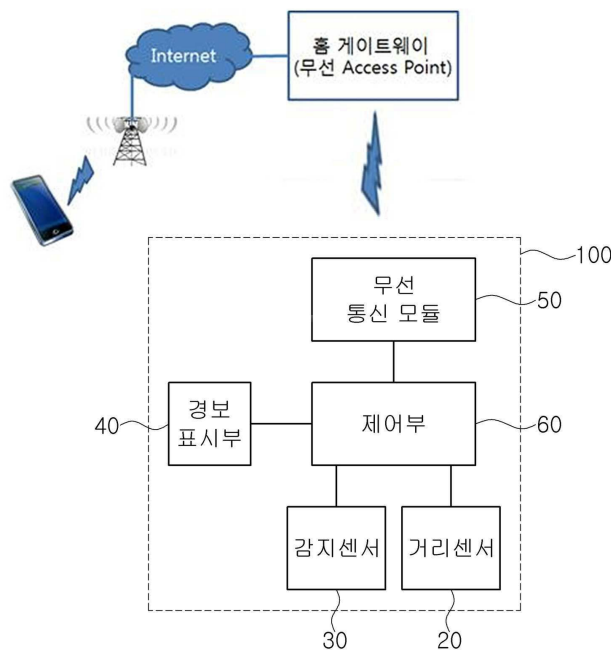 Internet
홈 게이트웨이
(무선 Access Point)
100
무선
통신 모듈
50
40
경보
표시부
제어부
60
감지센서
거리센서
30
20